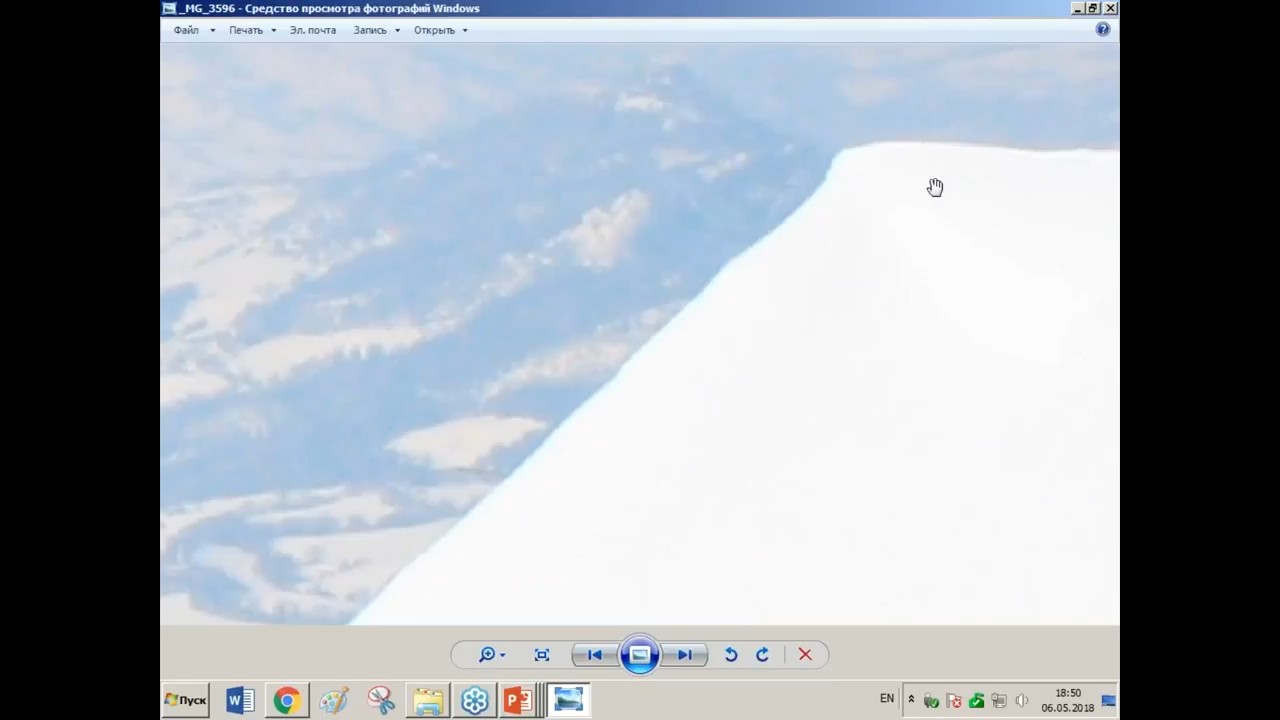 _MG_3596 - Средство просмотра фотографий Windows
Файл Печать Эл. почта Запись Открыть
Пуск
EN
18:50
06.05.2018